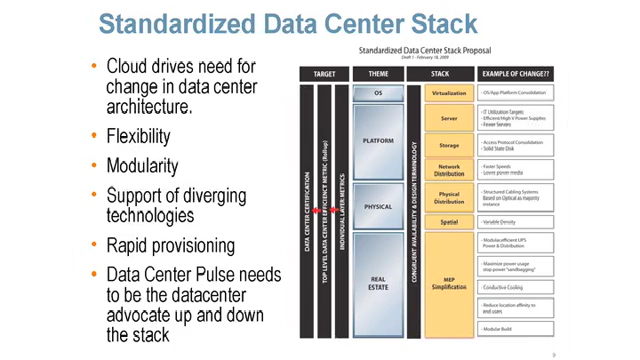 Standardized Data Center Stack
• Cloud drives need for
change in data center
architecture.
• Flexibility
• Modularity
• Support of diverging
technologies
• Rapid provisioning
• Data Center Pulse needs
to be the datacenter
advocate up and down
the stack
Standardized Data Center Stack Proposal
Draft 1 - February 18, 2009
TARGET
THEME
STACK
EXAMPLE OF CHANGE??
DATA CENTER CERTIFICATION
TOP LEVEL DATA CENTER EFFICIENCY METRIC (Rollup)
INDIVIDUAL LAYER METRICS
OS
PLATFORM
PHYSICAL
REAL
ESTATE
CONGRUENT AVAILABILITY & DESIGN TERMINOLOGY
Virtualization
- OS/App Platform Consolidation
Server
- IT Utilization Targets
- Efficient/High V Power Supplies
- Fewer Servers
Storage
- Access Protocol Consolidation
- Solid State Disk
Network
Distribution
- Faster Speeds
- Lower power media
Physical
Distribution
- Structured Cabling Systems
Based on Optical as majority
instance
Spatial
- Variable Density
MEP
Simplification
- Modular/efficient UPS
Power & Distribution
- Maximize power usage
stop power "sandbagging"
- Conductive Cooling
- Reduce location affinity to
end users
- Modular Build